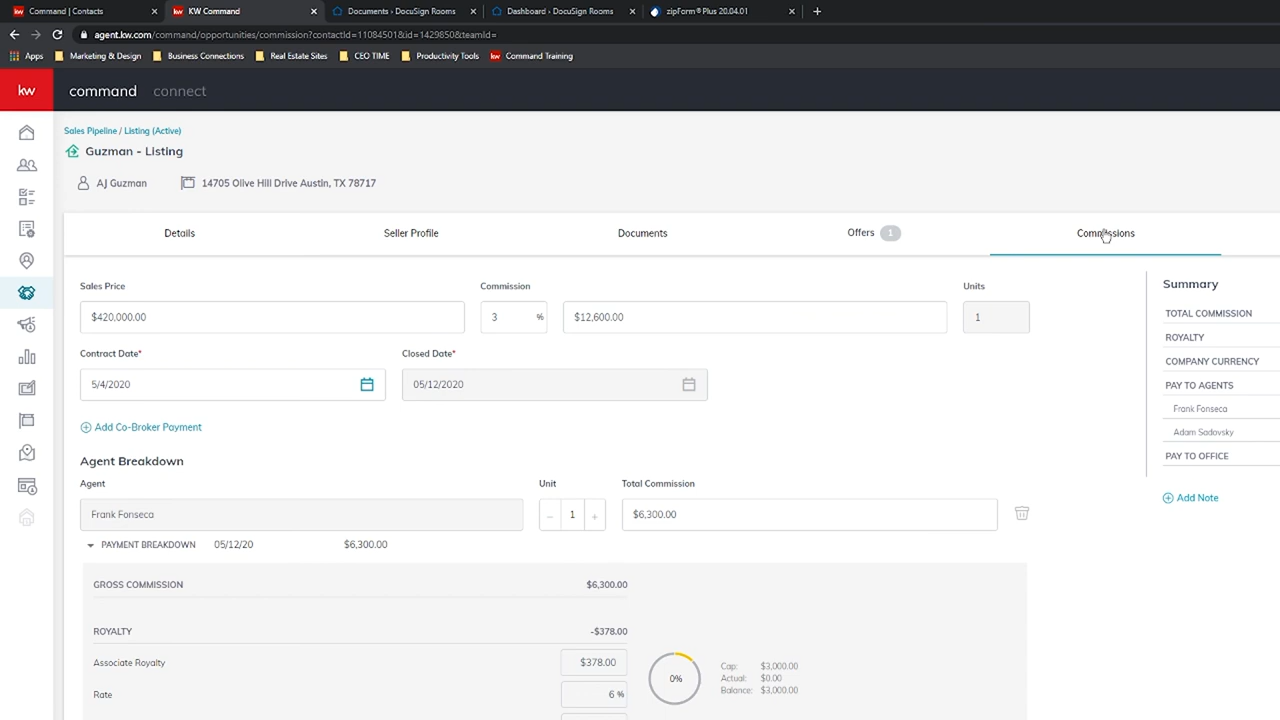 kw Command | Contacts
kw KW Command
Documents › DocuSign Rooms
Dashboard › DocuSign Rooms
zipForm® Plus 20.04.01
agent.kw.com/command/opportunities/commission?contactId=11084501&id=1429850&teamId=
Apps
Marketing & Design
Business Connections
Real Estate Sites
CEO TIME
Productivity Tools
kw Command Training
kw command connect
Sales Pipeline / Listing (Active)
Guzman - Listing
AJ Guzman 14705 Olive Hill Drive Austin, TX 78717
Details Seller Profile Documents Offers 1 Commissions
Sales Price Commission Units
$420,000.00 3 % $12,600.00 1
Contract Date* Closed Date*
5/4/2020 05/12/2020
Add Co-Broker Payment
Agent Breakdown
Agent Unit Total Commission
Frank Fonseca – 1 + $6,300.00
PAYMENT BREAKDOWN 05/12/20 $6,300.00
GROSS COMMISSION $6,300.00
ROYALTY -$378.00
Associate Royalty $378.00
Rate 6 %
0%
Cap: $3,000.00
Actual: $0.00
Balance: $3,000.00
Summary
TOTAL COMMISSION
ROYALTY
COMPANY CURRENCY
PAY TO AGENTS
Frank Fonseca
Adam Sadovsky
PAY TO OFFICE
Add Note